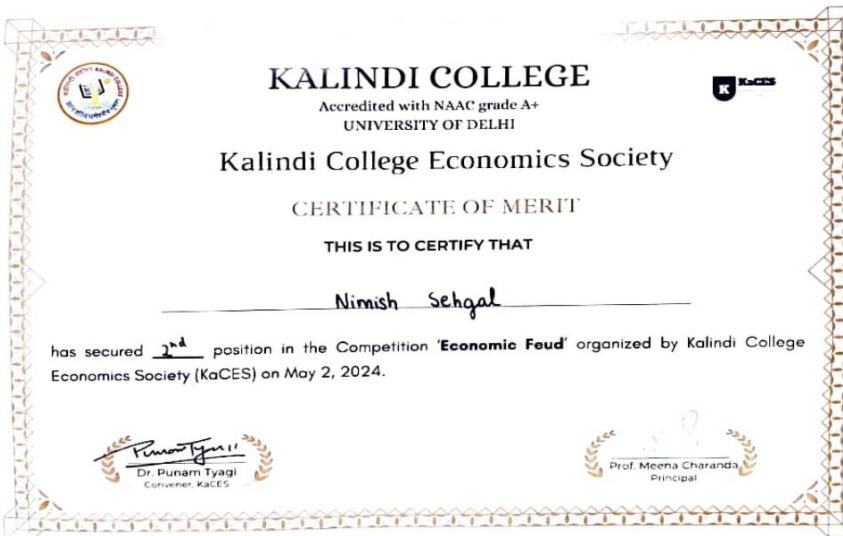 KALINDI COLLEGE
KaCES
Accredited with NAAC grade A+
UNIVERSITY OF DELHI
Kalindi College Economics Society
CERTIFICATE OF MERIT
THIS IS TO CERTIFY THAT
Nimish Sehgal
has secured 2nd position in the Competition 'Economic Feud' organized by Kalindi College
Economics Society (KaCES) on May 2, 2024.
Dr. Punam Tyagi
Convener, KaCES
Prof. Meena Charanda
Principal